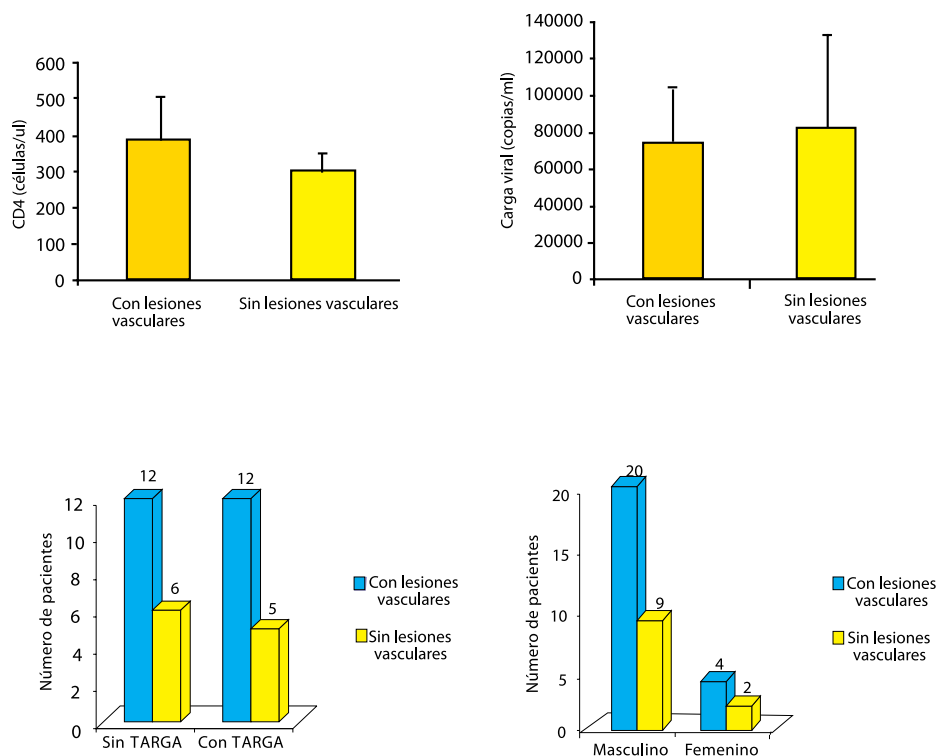 600
500
400
300
200
100
0
CD4 (células/ul)
Con lesiones
vasculares
Sin lesiones vasculares
140000
120000
100000
80000
60000
40000
20000
0
Carga viral (copias/ml)
Con lesiones
vasculares
Sin lesiones
vasculares
12
10
8
6
4
2
0
Número de pacientes
12
6
12
5
Sin TARGA
Con TARGA
Con lesiones
vasculares
Sin lesiones
vasculares
20
15
10
5
0
Número de pacientes
20
9
4
2
Masculino
Femenino
Con lesiones
vasculares
Sin lesiones
vasculares